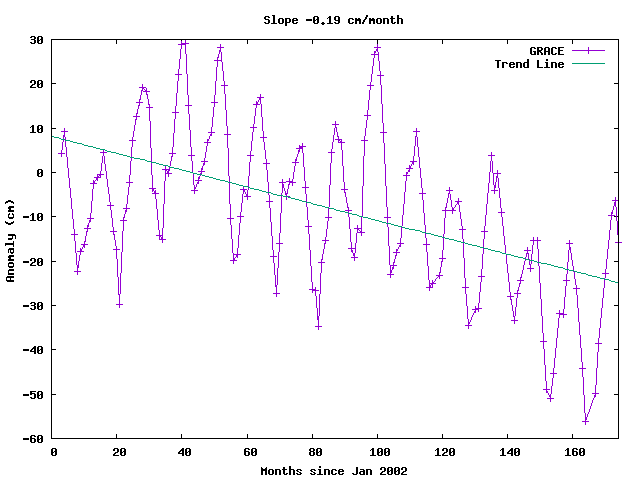 Slope -0.19 cm/month
GRACE
Trend Line
30
20
10
0
-10
-20
-30
-40
-50
-60
Anomaly (cm)
0 20 40 60 80 100 120 140 160
Months since Jan 2002